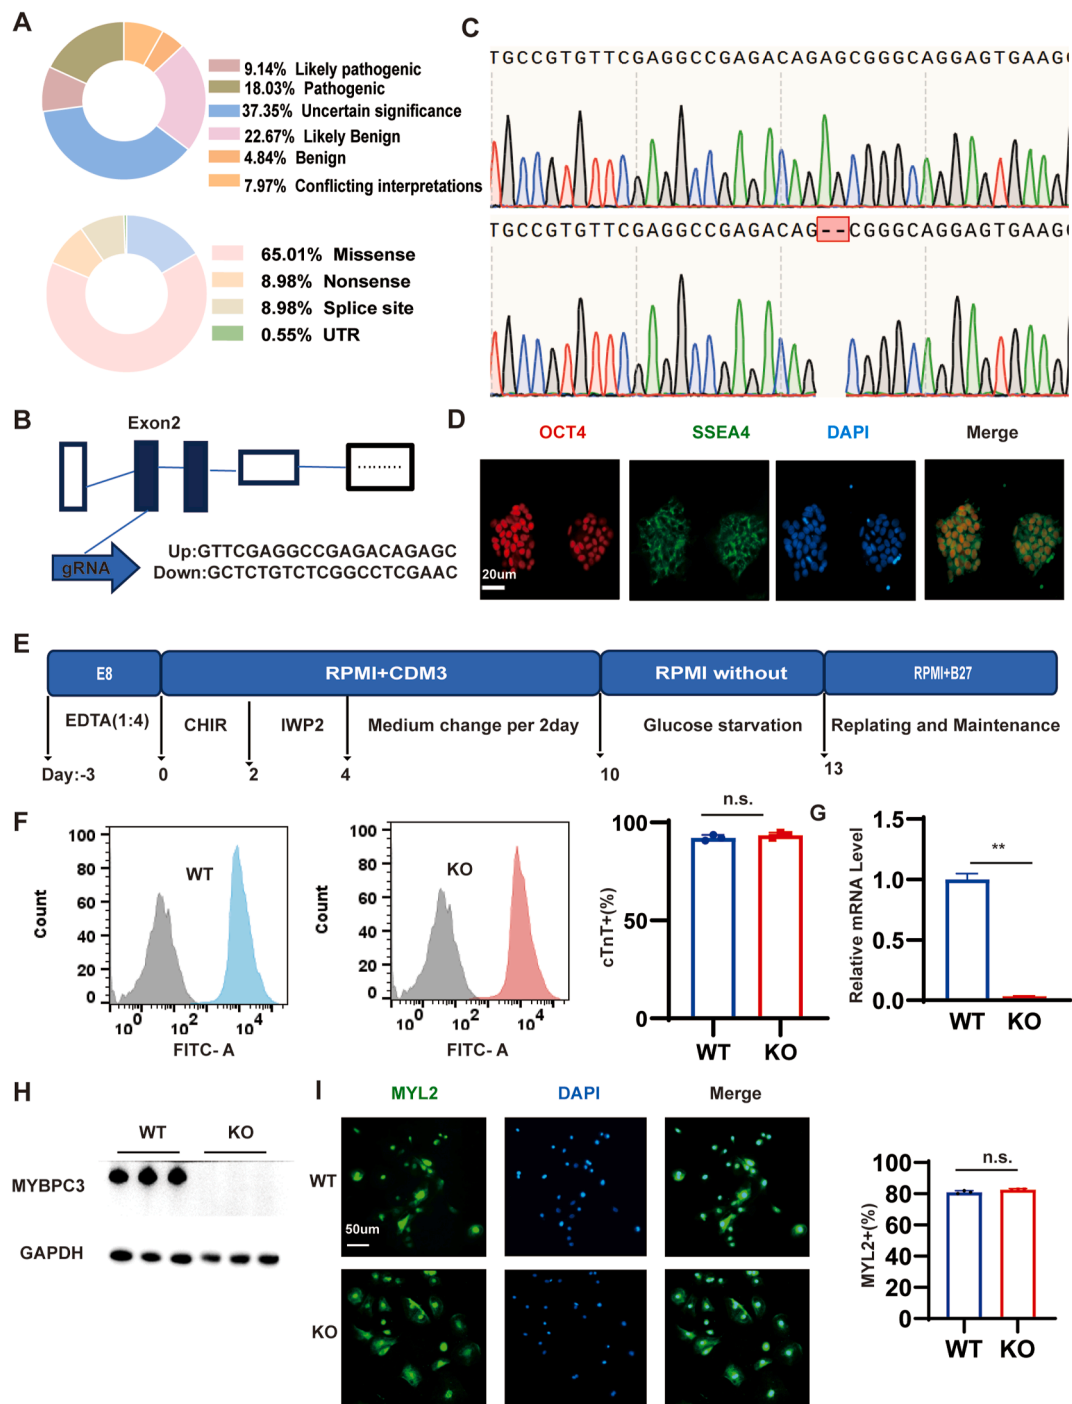 A
9.14% Likely pathogenic
18.03% Pathogenic
37.35% Uncertain significance
22.67% Likely Benign
4.84% Benign
7.97% Conflicting interpretations
65.01% Missense
8.98% Nonsense
8.98% Splice site
0.55% UTR
B
Exon2
.........
gRNA
Up:GTTCGAGGCCGAGACAGAGC
Down:GCTCTGTCTCGGCCTCGAAC
C
TGCCGTGTTCGAGGCCGAGACAGAGCGGGCAGGAGTGAAGG
TGCCGTGTTCGAGGCCGAGACAG--CGGGCAGGAGTGAAGG
D
OCT4 SSEA4 DAPI Merge
20um
E
E8 RPMI+CDM3 RPMI without RPMI+B27
EDTA(1:4) CHIR IWP2 Medium change per 2day Glucose starvation Replating and Maintenance
Day:-3 0 2 4 10 13
F
Count
100
80
60
40
20
0
WT
10^0 10^2 10^4
FITC- A
Count
100
80
60
40
20
0
KO
10^0 10^2 10^4
FITC- A
cTnT+(%)
100
50
0
n.s.
WT KO
G
Relative mRNA Level
1.5
1.0
0.5
0.0
**
WT KO
H
WT KO
MYBPC3
GAPDH
I
MYL2 DAPI Merge
WT
50um
KO
MYL2+(%)
100
80
60
40
20
0
n.s.
WT KO